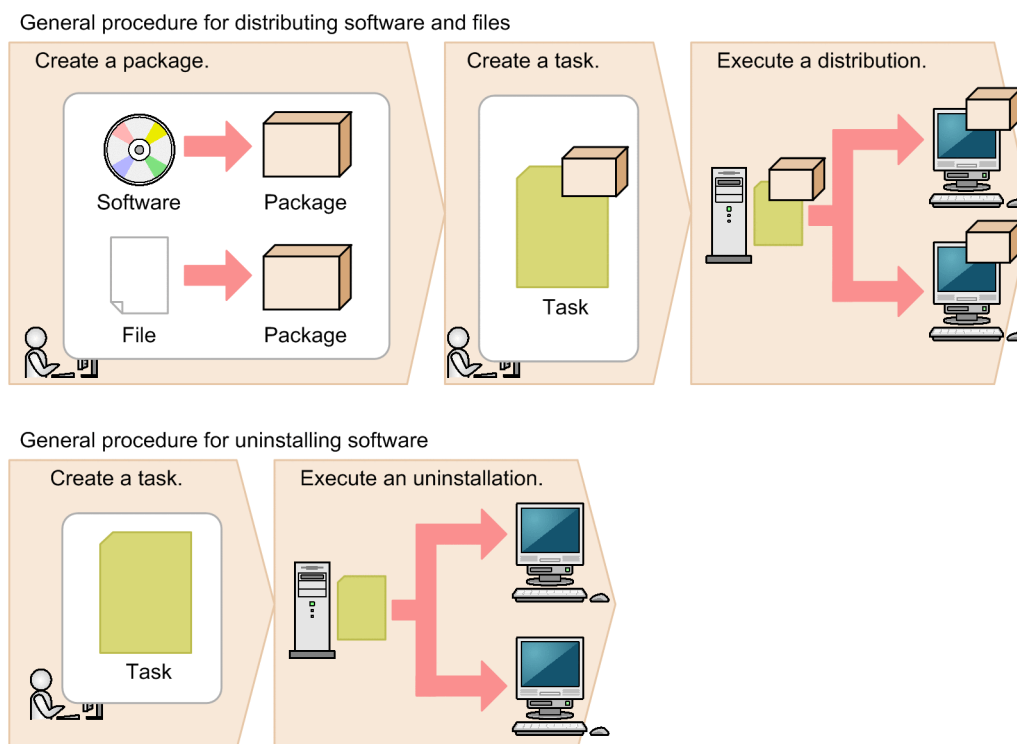 General procedure for distributing software and files
Create a package.
Create a task.
Execute a distribution.
Software
Package
File
Package
Task
General procedure for uninstalling software
Create a task.
Execute an uninstallation.
Task